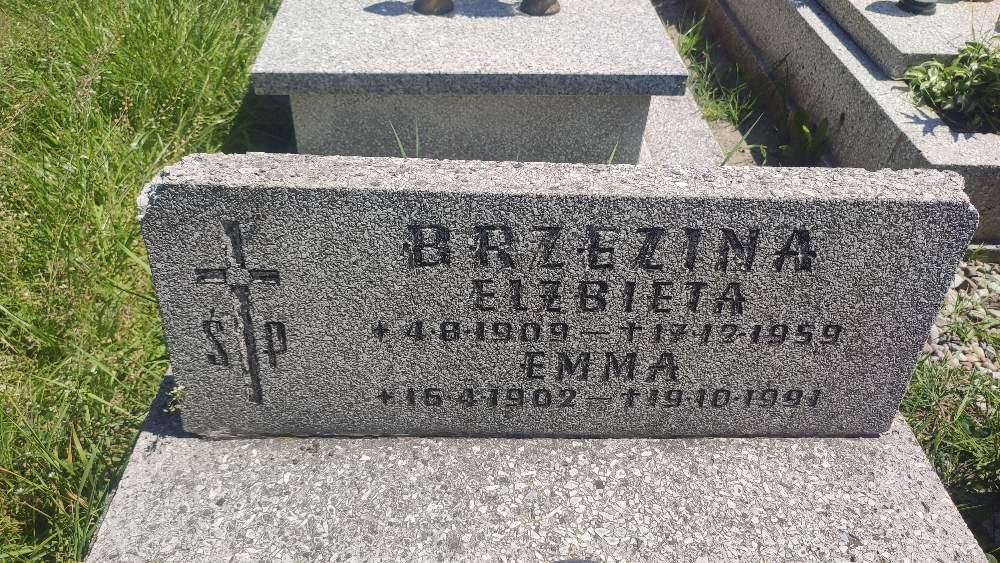 BRZEZINA
ELŻBIETA
+4·8·1909 — †17·12·1959
EMMA
+16·4·1902 — †19·10·1991
Ś P